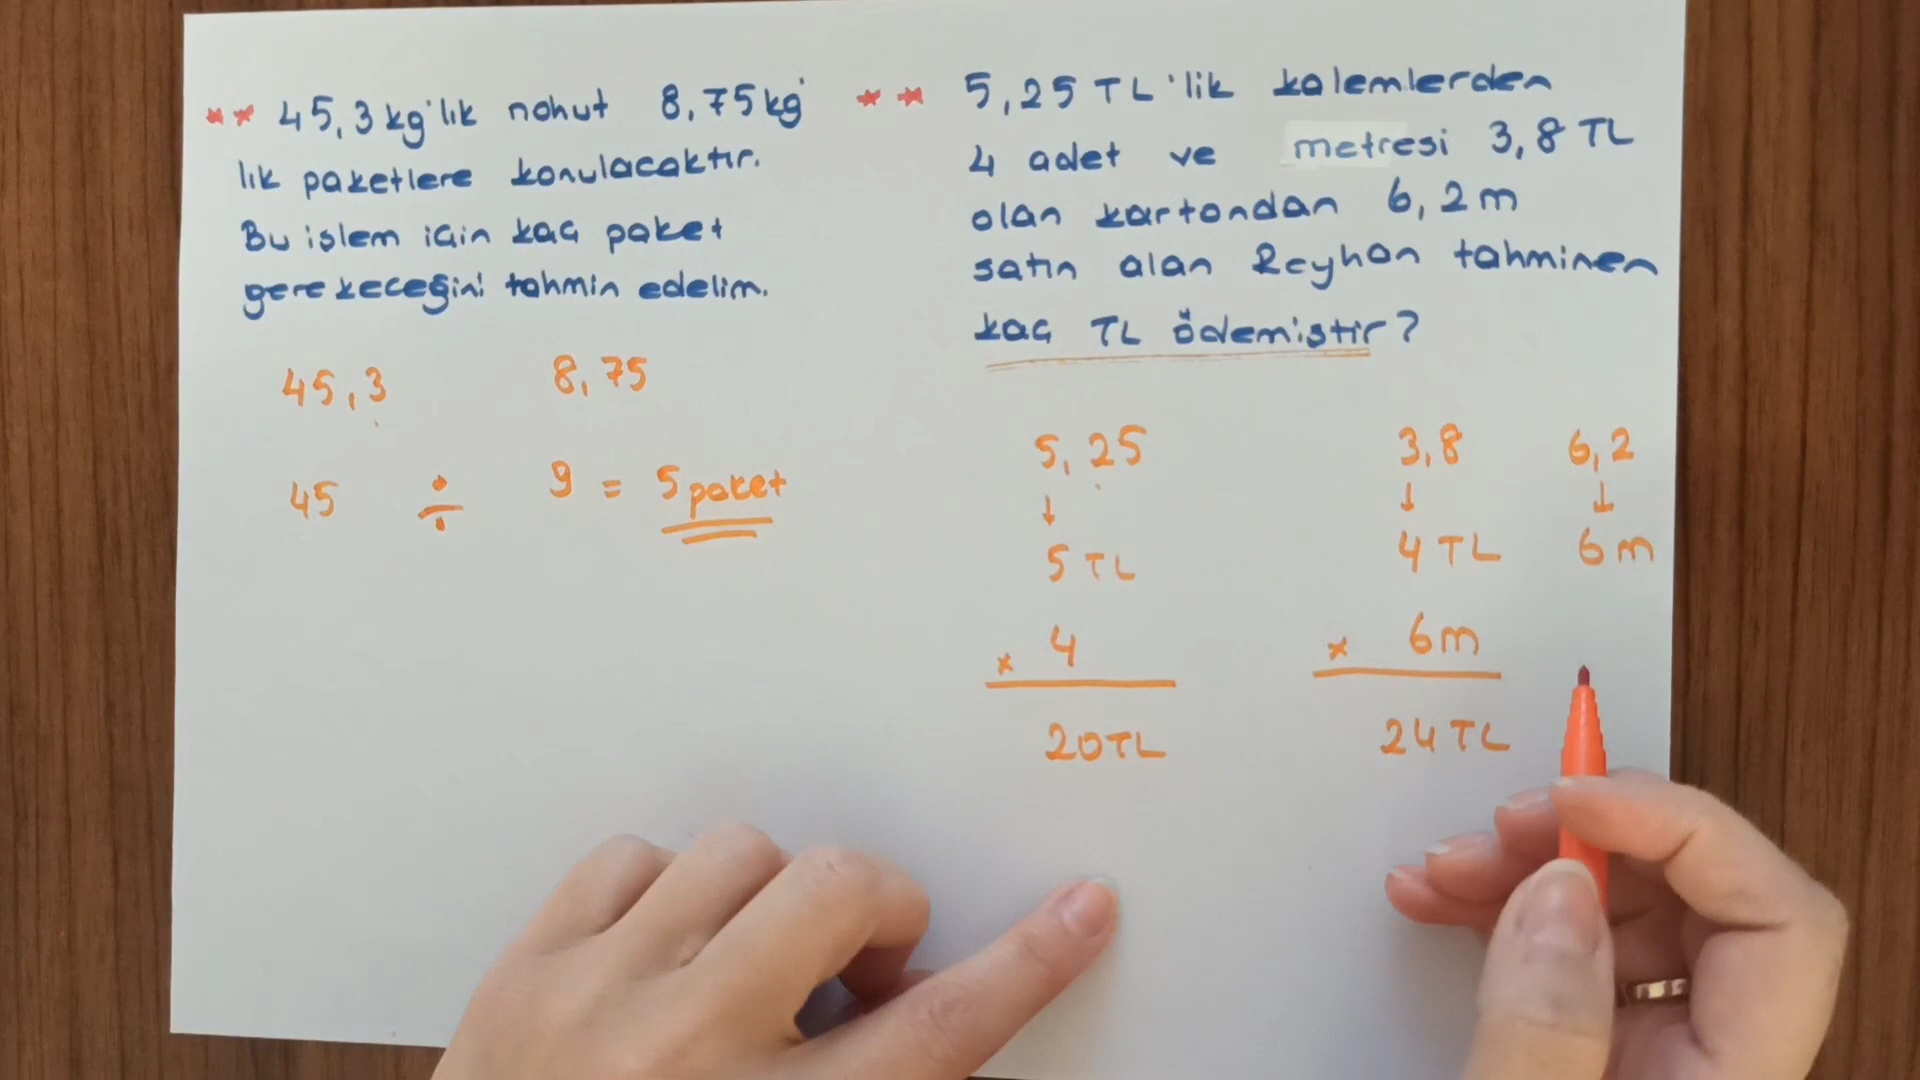 ** 45,3 kg'lık nohut 8,75 kg'
lık paketlere konulacaktır.
Bu işlem için kaç paket
gerekeceğini tahmin edelim.
45,3 8,75
45 ÷ 9 = 5 paket
** 5,25 TL'lik kalemlerden
4 adet ve metresi 3,8 TL
olan kartondan 6,2 m
satın alan Reyhan tahminen
kaç TL ödemiştir?
5,25 3,8 6,2
↓ ↓ ↓
5 TL 4 TL 6 m
x 4 x 6 m
20 TL 24 TL